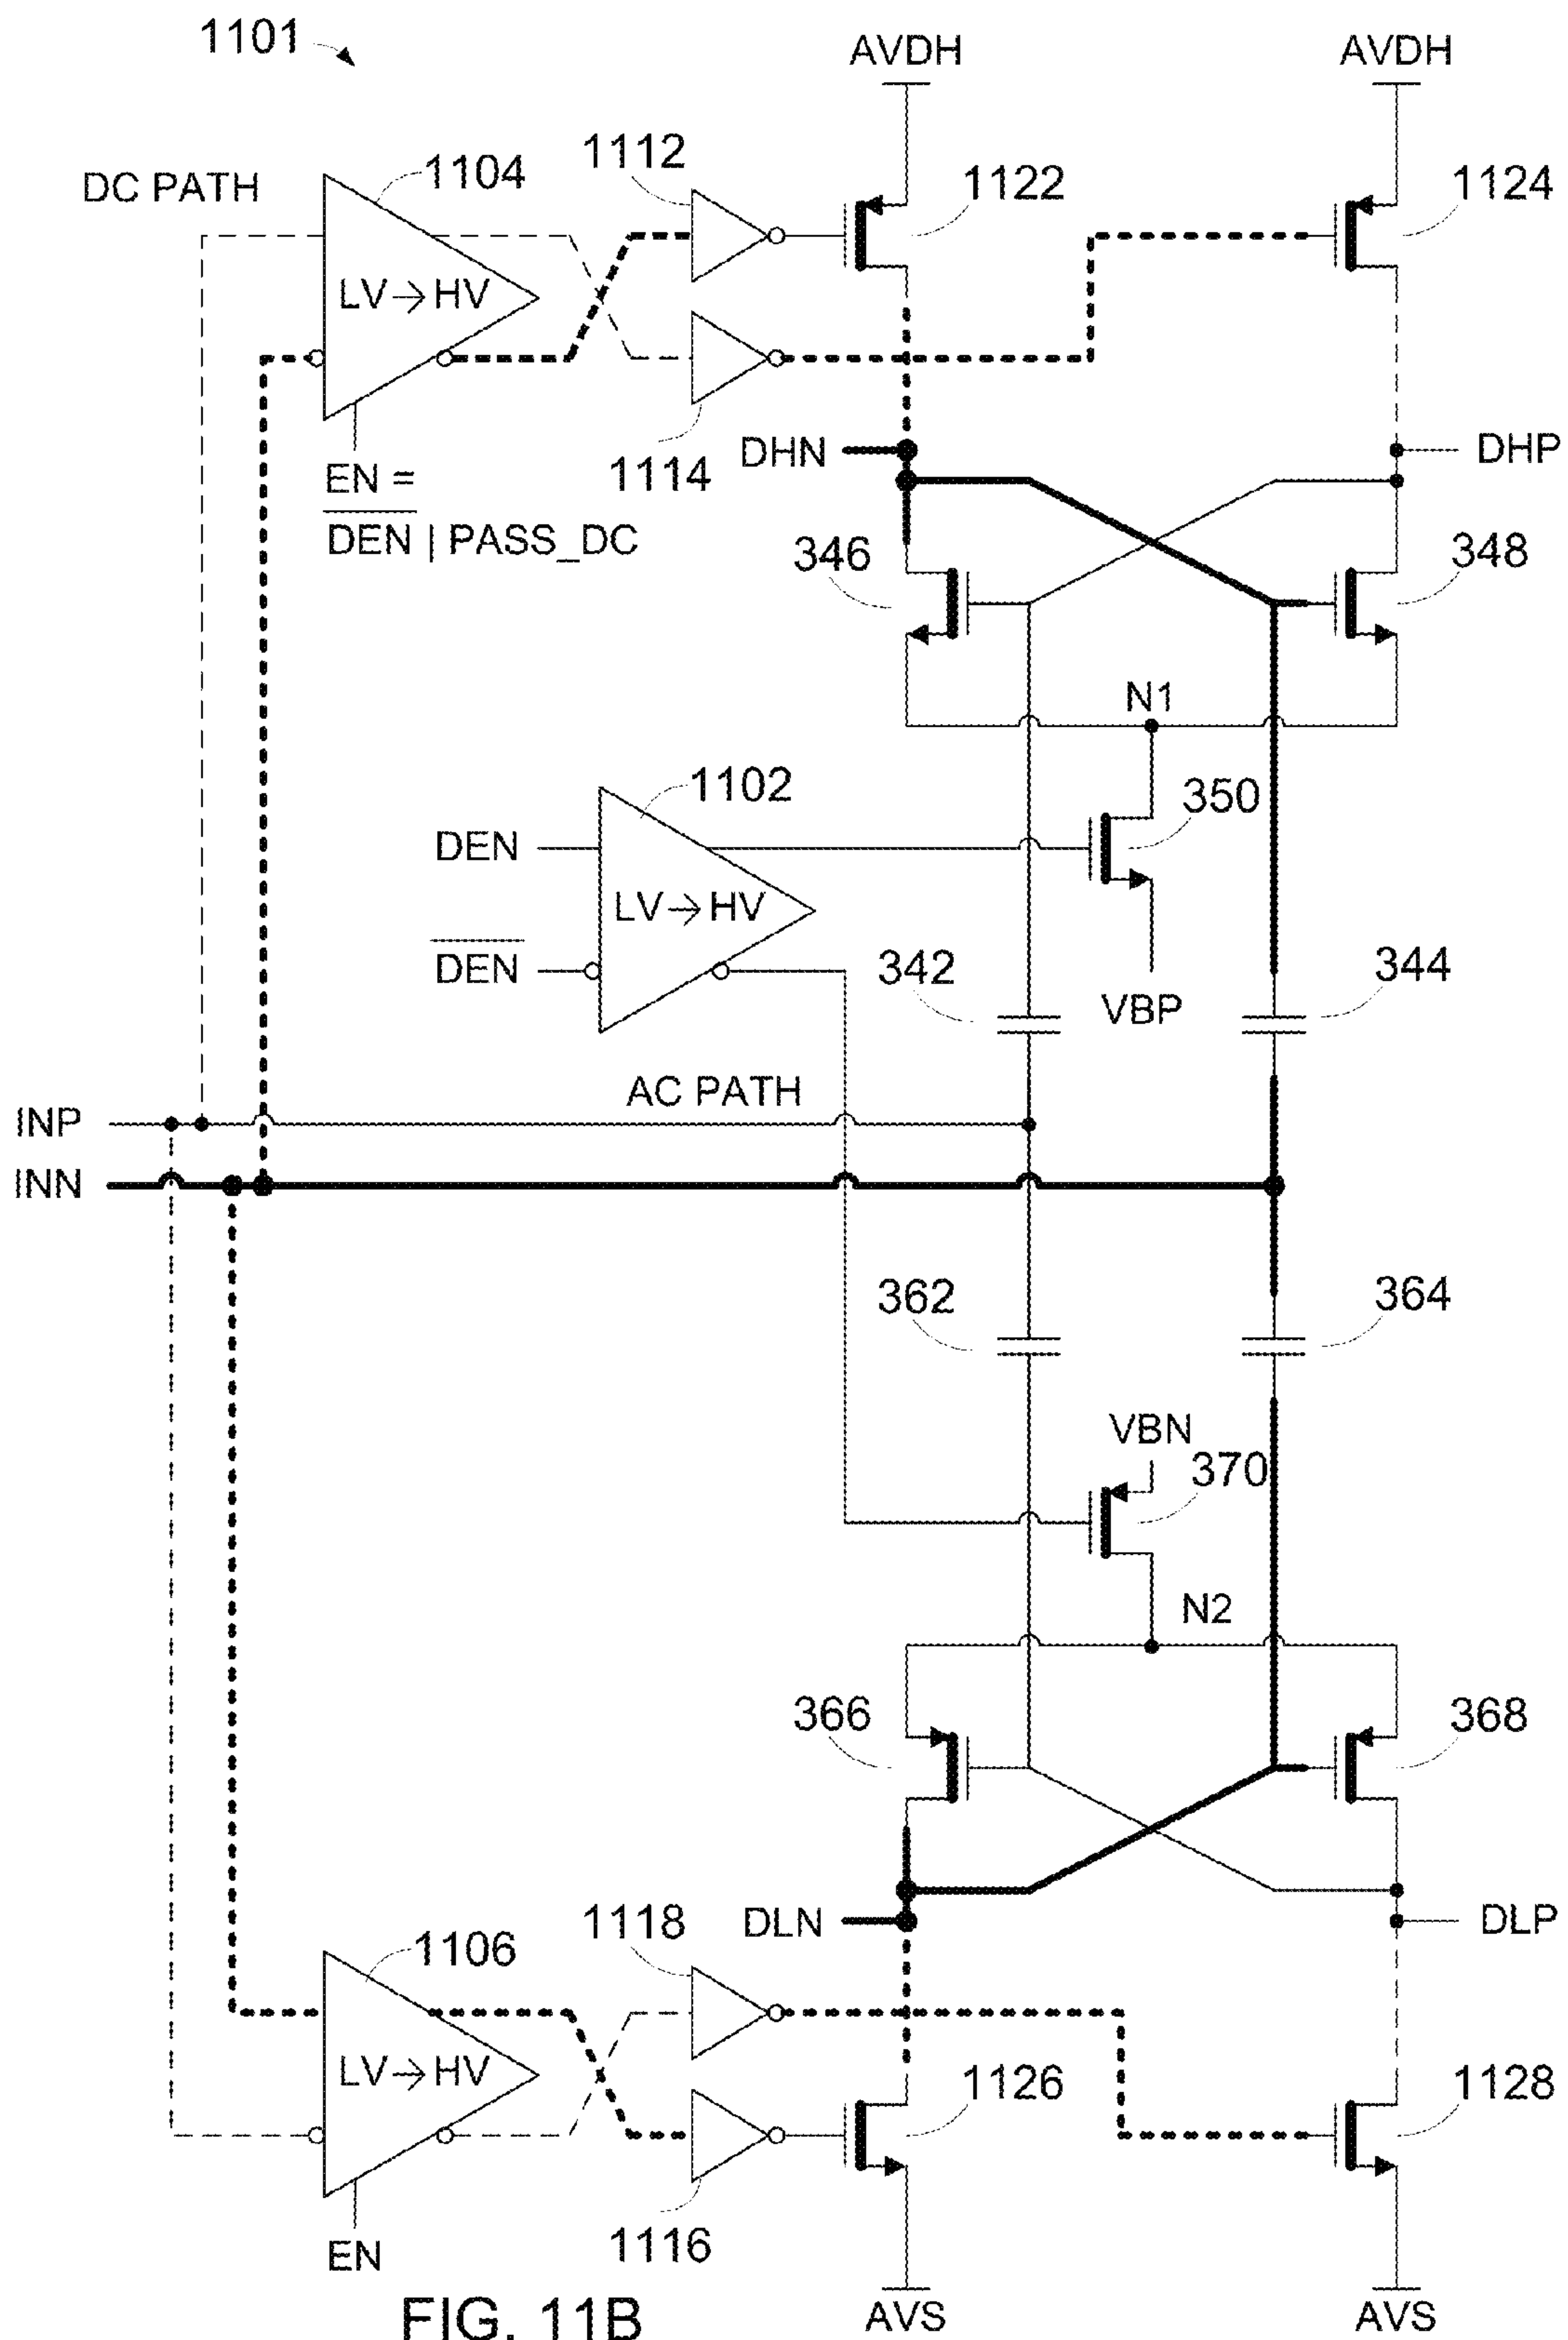 1101
AVDH
AVDH
DC PATH
1104
1112
1122
1124
LV→HV
1114
DHN
DHP
EN =
DEN | PASS_DC
346
348
N1
1102
350
DEN
LV→HV
DEN
342
344
VBP
AC PATH
INP
INN
362
364
VBN
370
N2
366
368
DLN
DLP
1118
1106
LV→HV
1126
1128
1116
EN
AVS
AVS
FIG. 11B